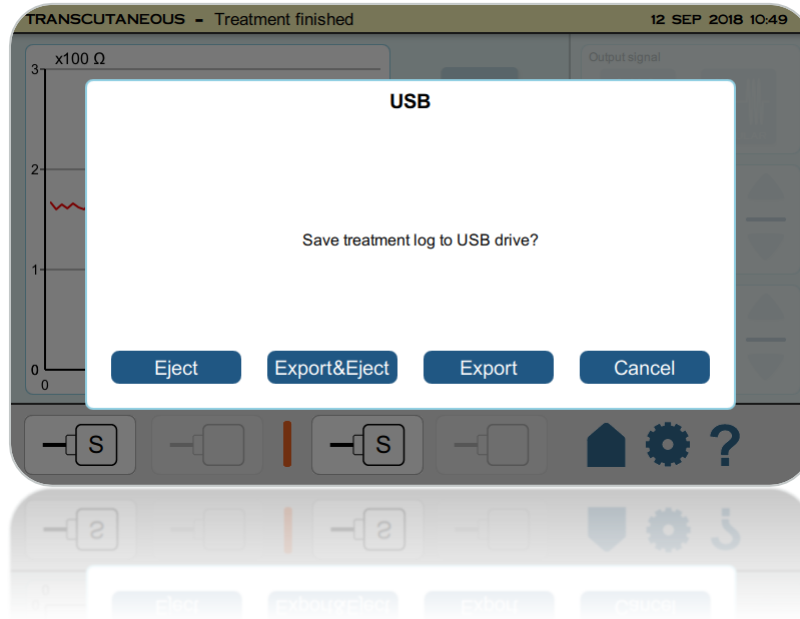 TRANSCUTANEOUS - Treatment finished
12 SEP 2018 10:49
x100 Ω
Output signal
3
2
1
0
0
USB
Save treatment log to USB drive?
Eject
Export&Eject
Export
Cancel
S
S
?